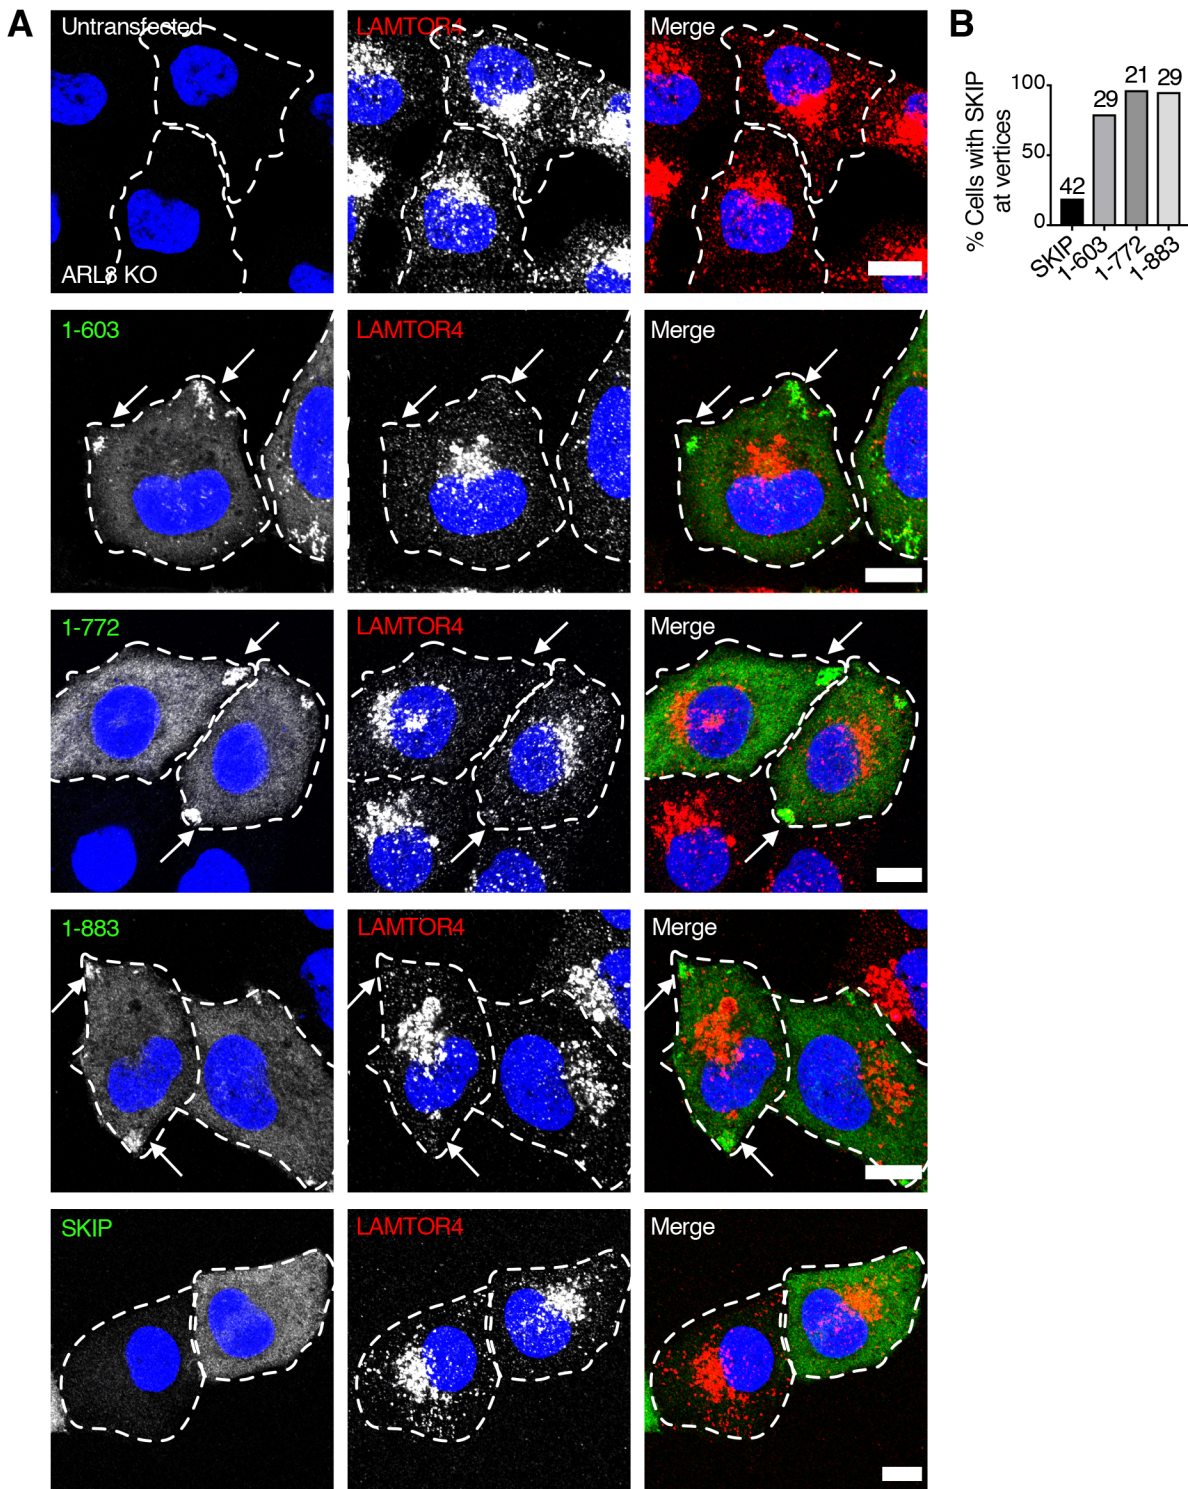 A
Untransfected
LAMTOR4
Merge
ARL8 KO
1-603
LAMTOR4
Merge
1-772
LAMTOR4
Merge
1-883
LAMTOR4
Merge
SKIP
LAMTOR4
Merge
B
% Cells with SKIP
at vertices
100
50
0
42
29
21
29
SKIP
1-603
1-772
1-883